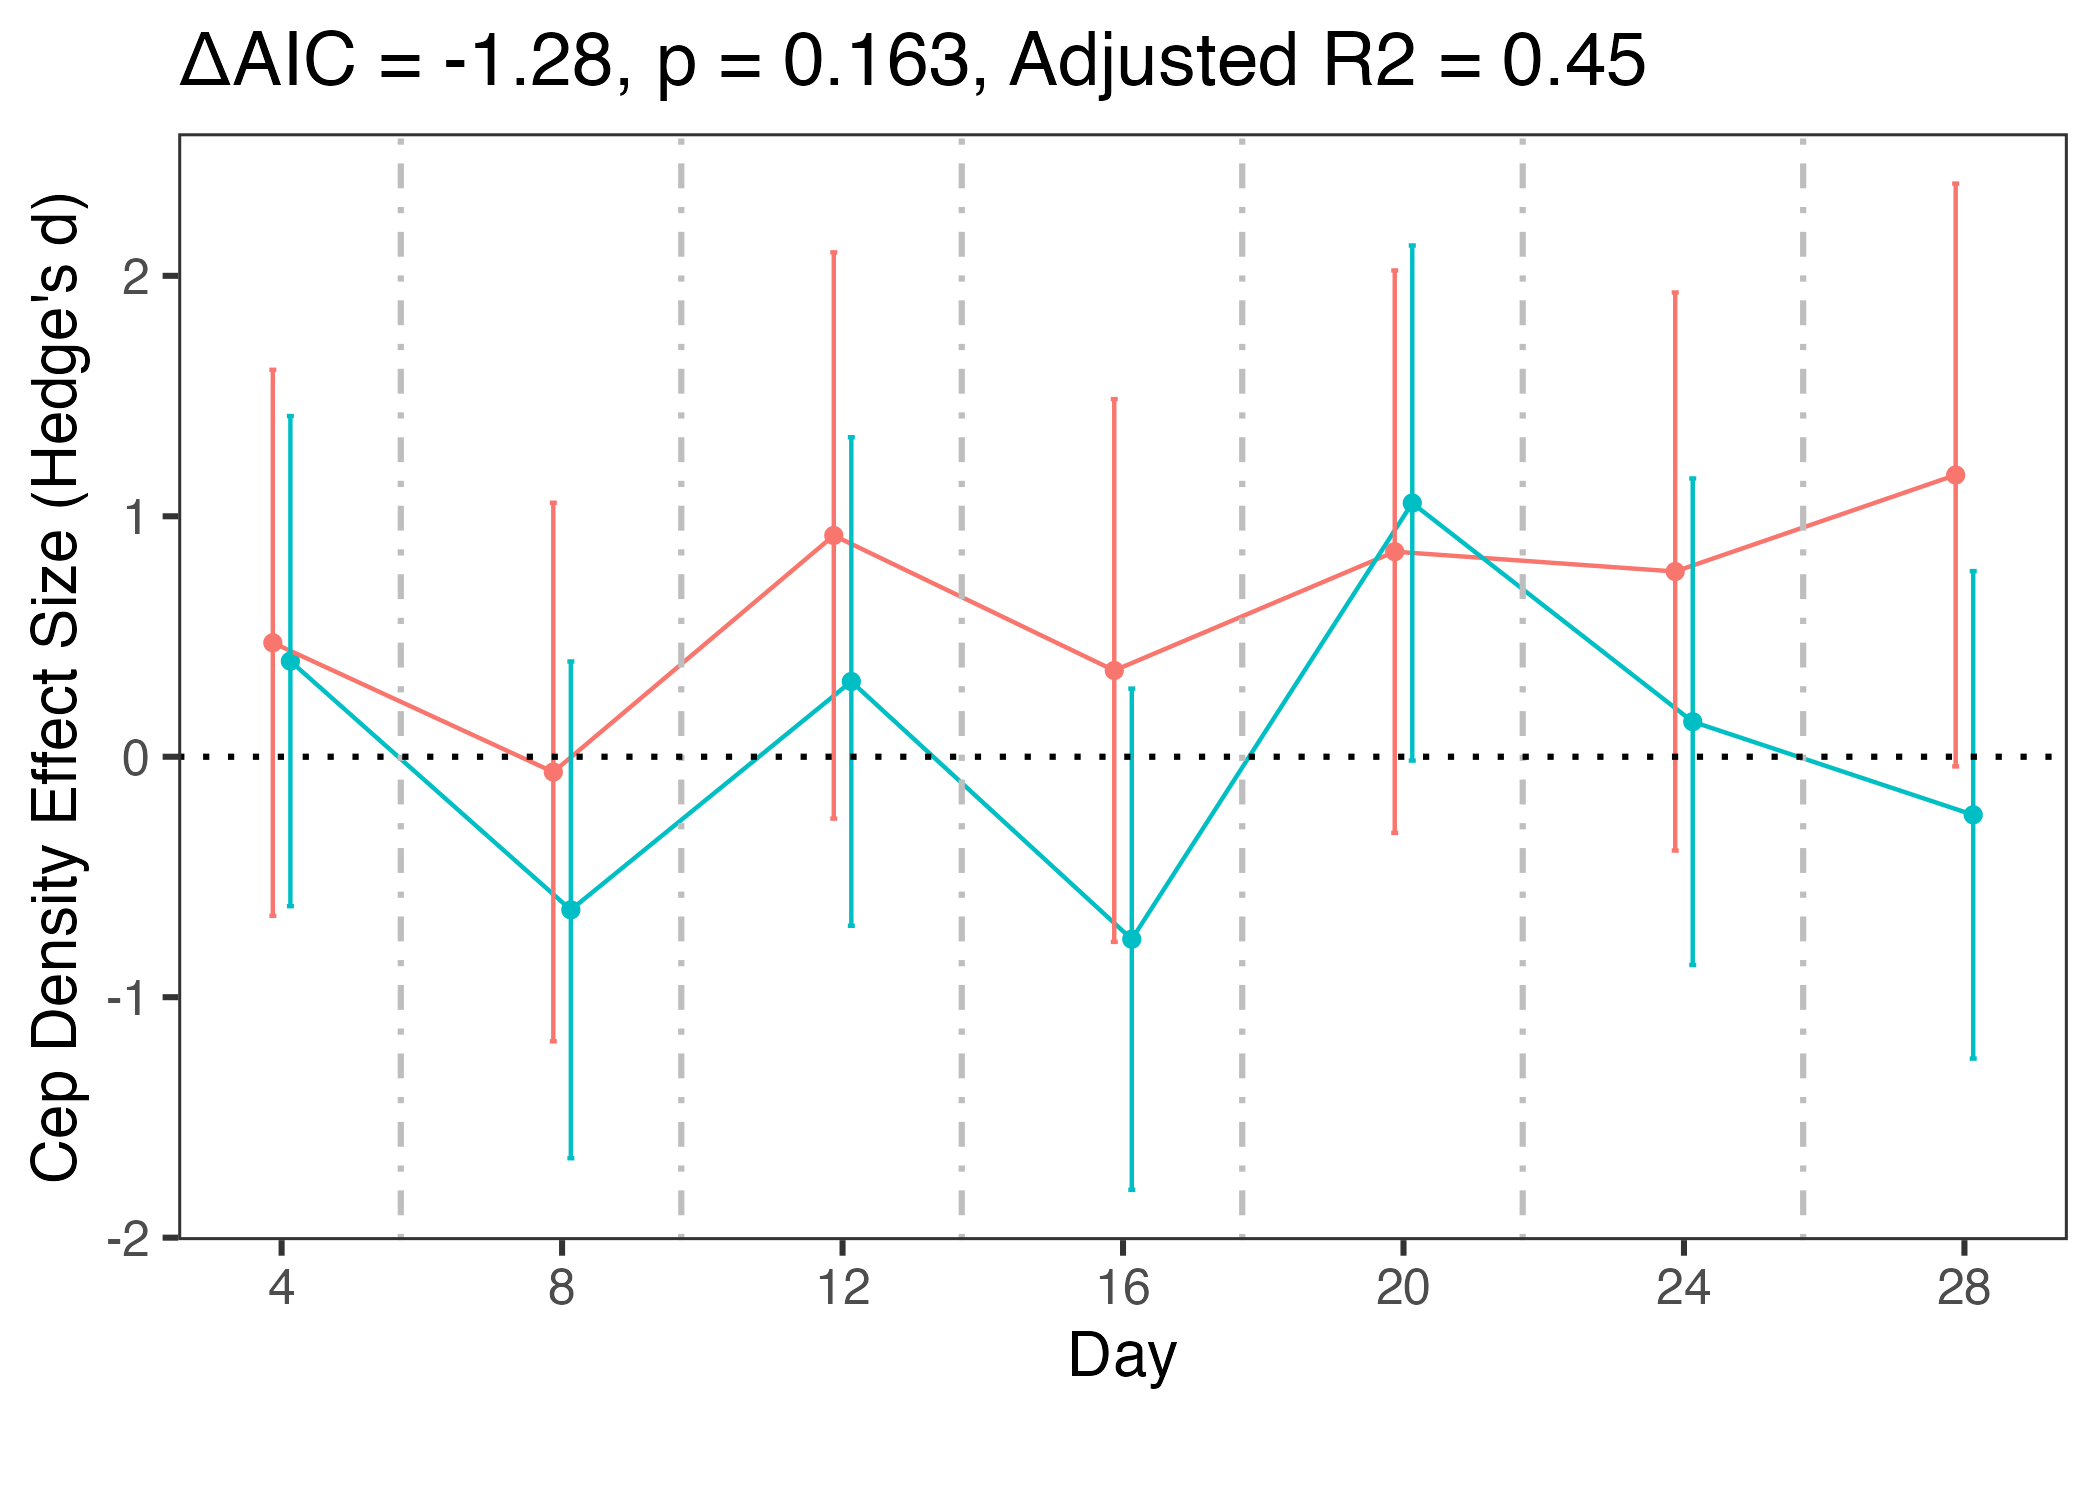 ΔAIC = -1.28, p = 0.163, Adjusted R2 = 0.45
Cep Density Effect Size (Hedge's d)
2
1
0
-1
-2
4 8 12 16 20 24 28
Day